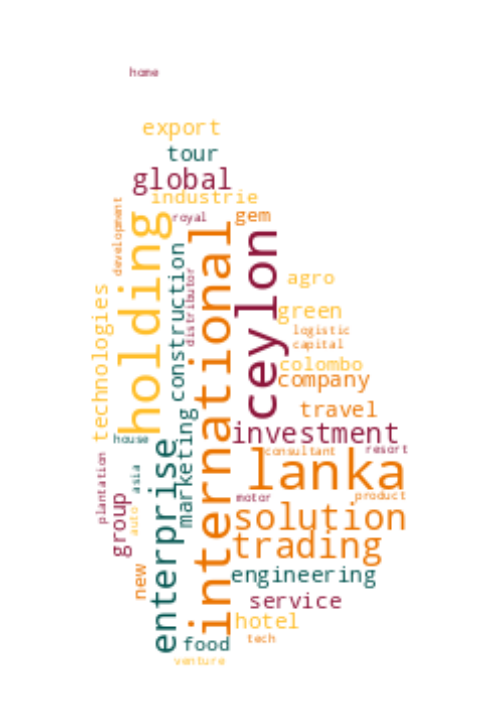 home
export
tour
global
industrie
development
holding
royal
gem
international
ceylon
construction
distributor
agro
technologies
green
logistic
capital
colombo
company
travel
marketing
investment
house
enterprise
consultant
resort
lanka
plantation
asia
group
motor
product
auto
solution
trading
new
engineering
service
hotel
food
tech
venture